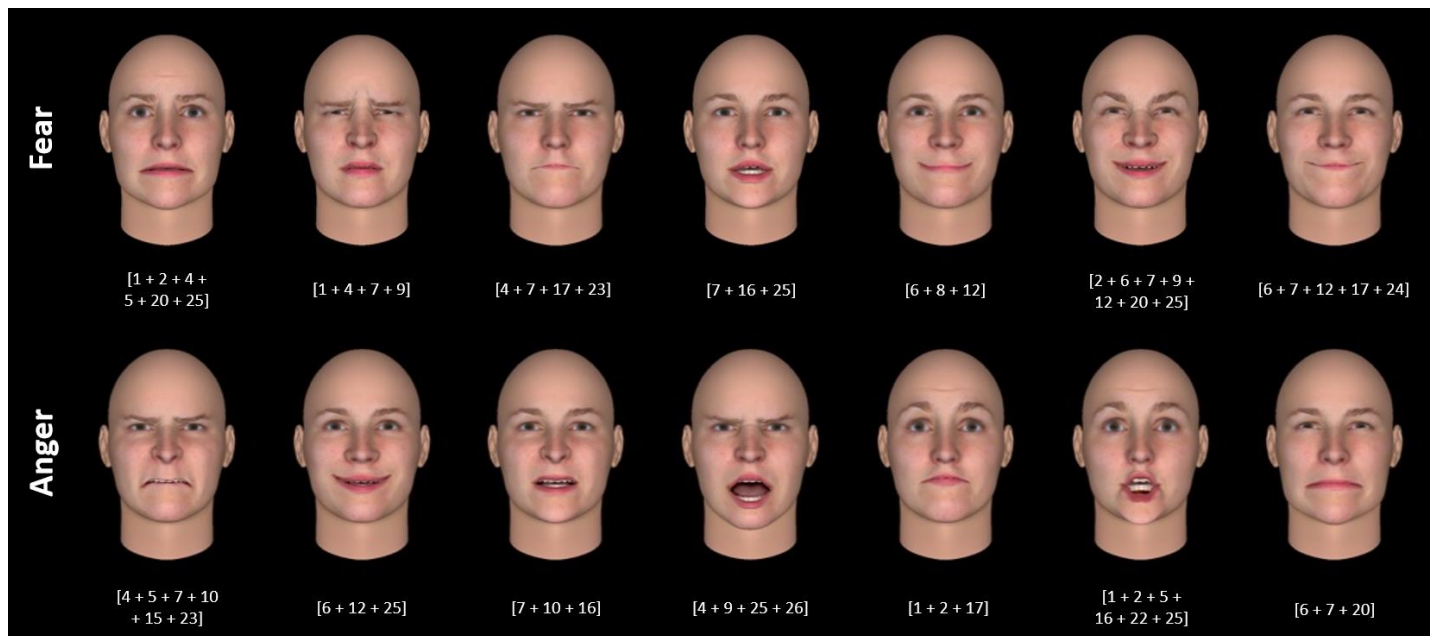 Fear
[1 + 2 + 4 +
5 + 20 + 25]
[1 + 4 + 7 + 9]
[4 + 7 + 17 + 23]
[7 + 16 + 25]
[6 + 8 + 12]
[2 + 6 + 7 + 9 +
12 + 20 + 25]
[6 + 7 + 12 + 17 + 24]
Anger
[4 + 5 + 7 + 10
+ 15 + 23]
[6 + 12 + 25]
[7 + 10 + 16]
[4 + 9 + 25 + 26]
[1 + 2 + 17]
[1 + 2 + 5 +
16 + 22 + 25]
[6 + 7 + 20]